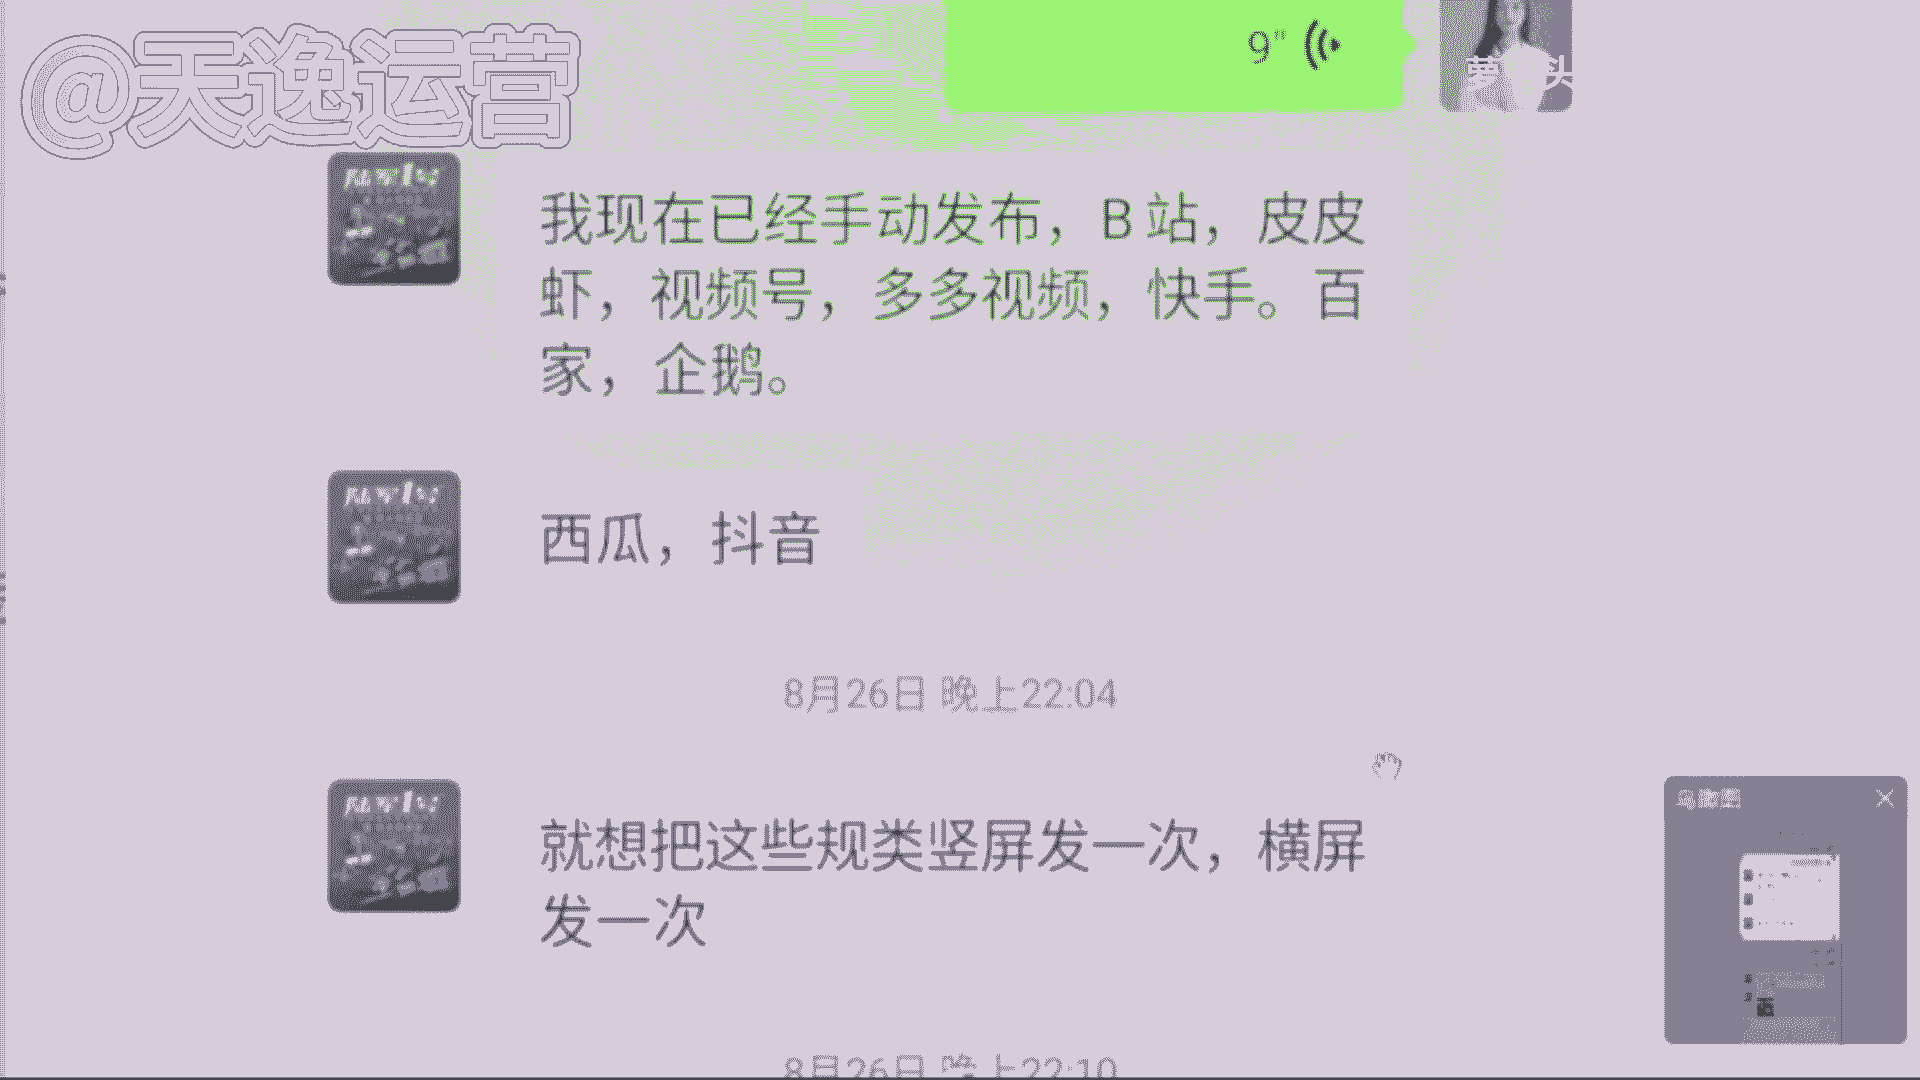 @天逸运营
9"
我现在已经手动发布，B 站，皮皮
虾，视频号，多多视频，快手。百
家，企鹅。
西瓜，抖音
8月26日 晚上22:04
就想把这些规类竖屏发一次，横屏
发一次
8月26日 晚上22:10